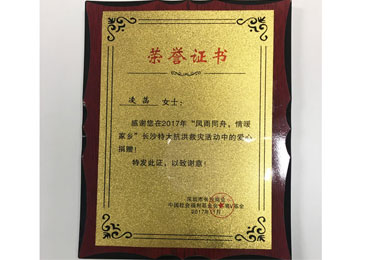 荣誉证书
凌荔 女士：
感谢您在2017年“风雨同舟，情暖
家乡”长沙特大抗洪救灾活动中的爱心
捐赠！
特发此证，以致谢意！
2017年11月